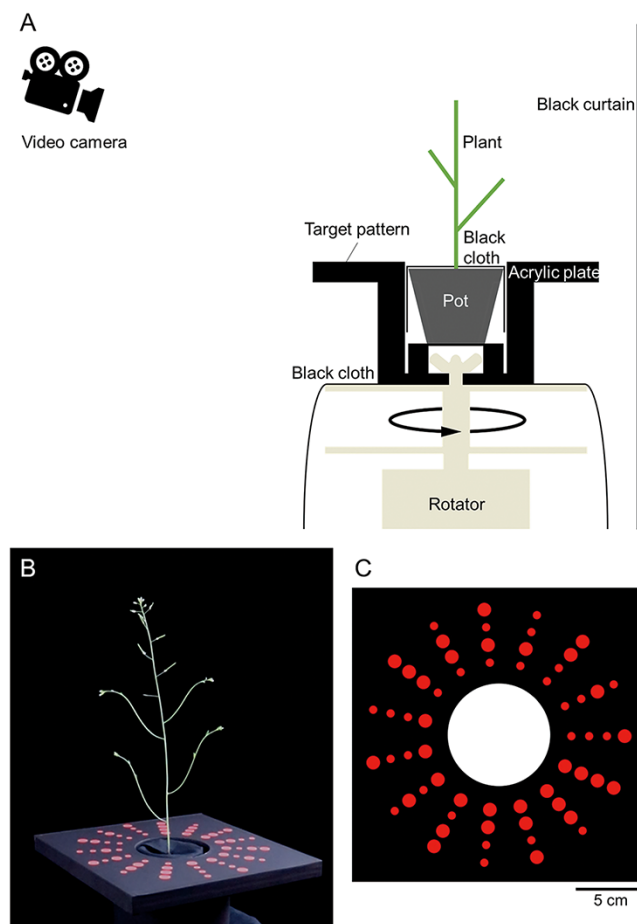 A
Video camera
Black curtain
Plant
Target pattern
Black
cloth
Acrylic plate
Pot
Black cloth
Rotator
B
C
5 cm